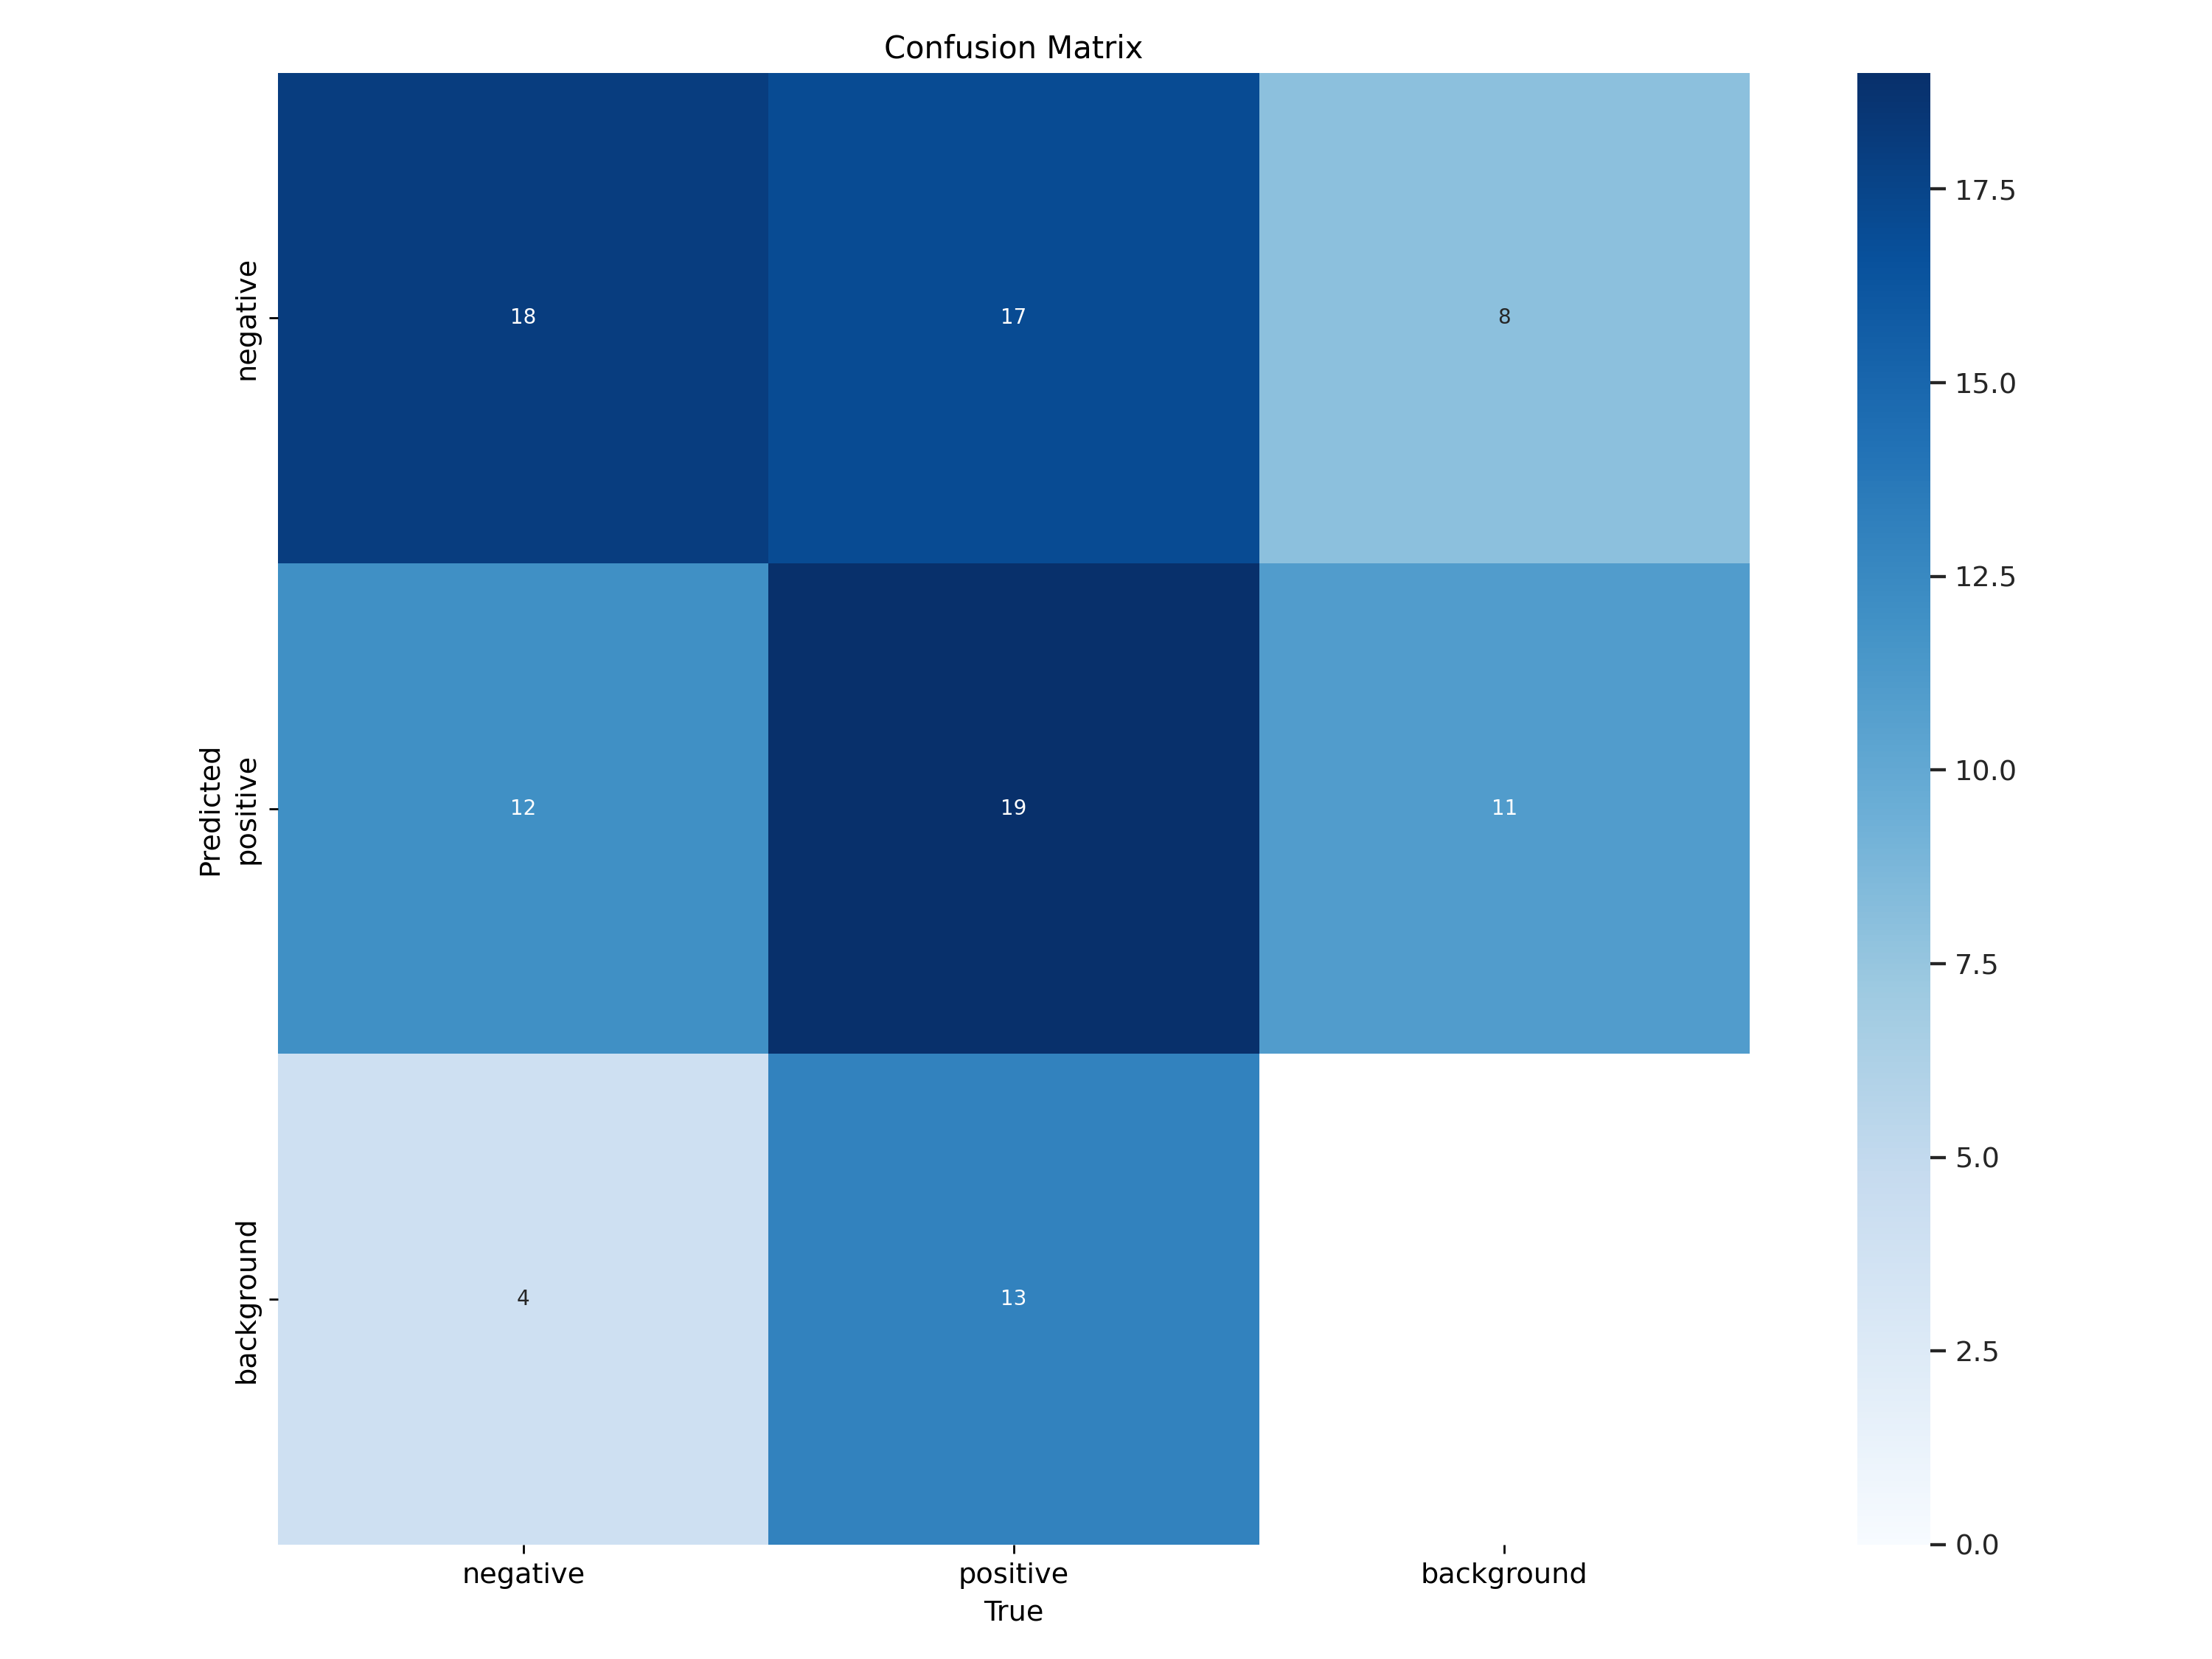 Confusion Matrix
negative
18
17
8
17.5
15.0
12.5
Predicted
positive
12
19
11
10.0
7.5
5.0
background
4
13
2.5
0.0
negative
positive
background
True